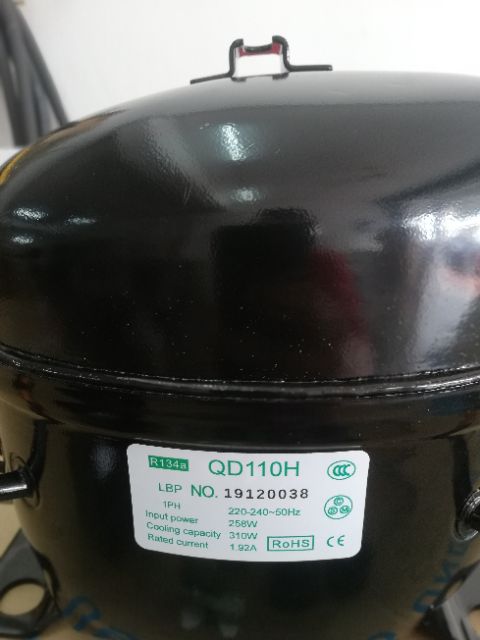 R134a QD110H CCC
LBP NO. 19120038
1PH 220-240~50Hz
Input power 258W
Cooling capacity 310W
Rated current 1.92A RoHS CE